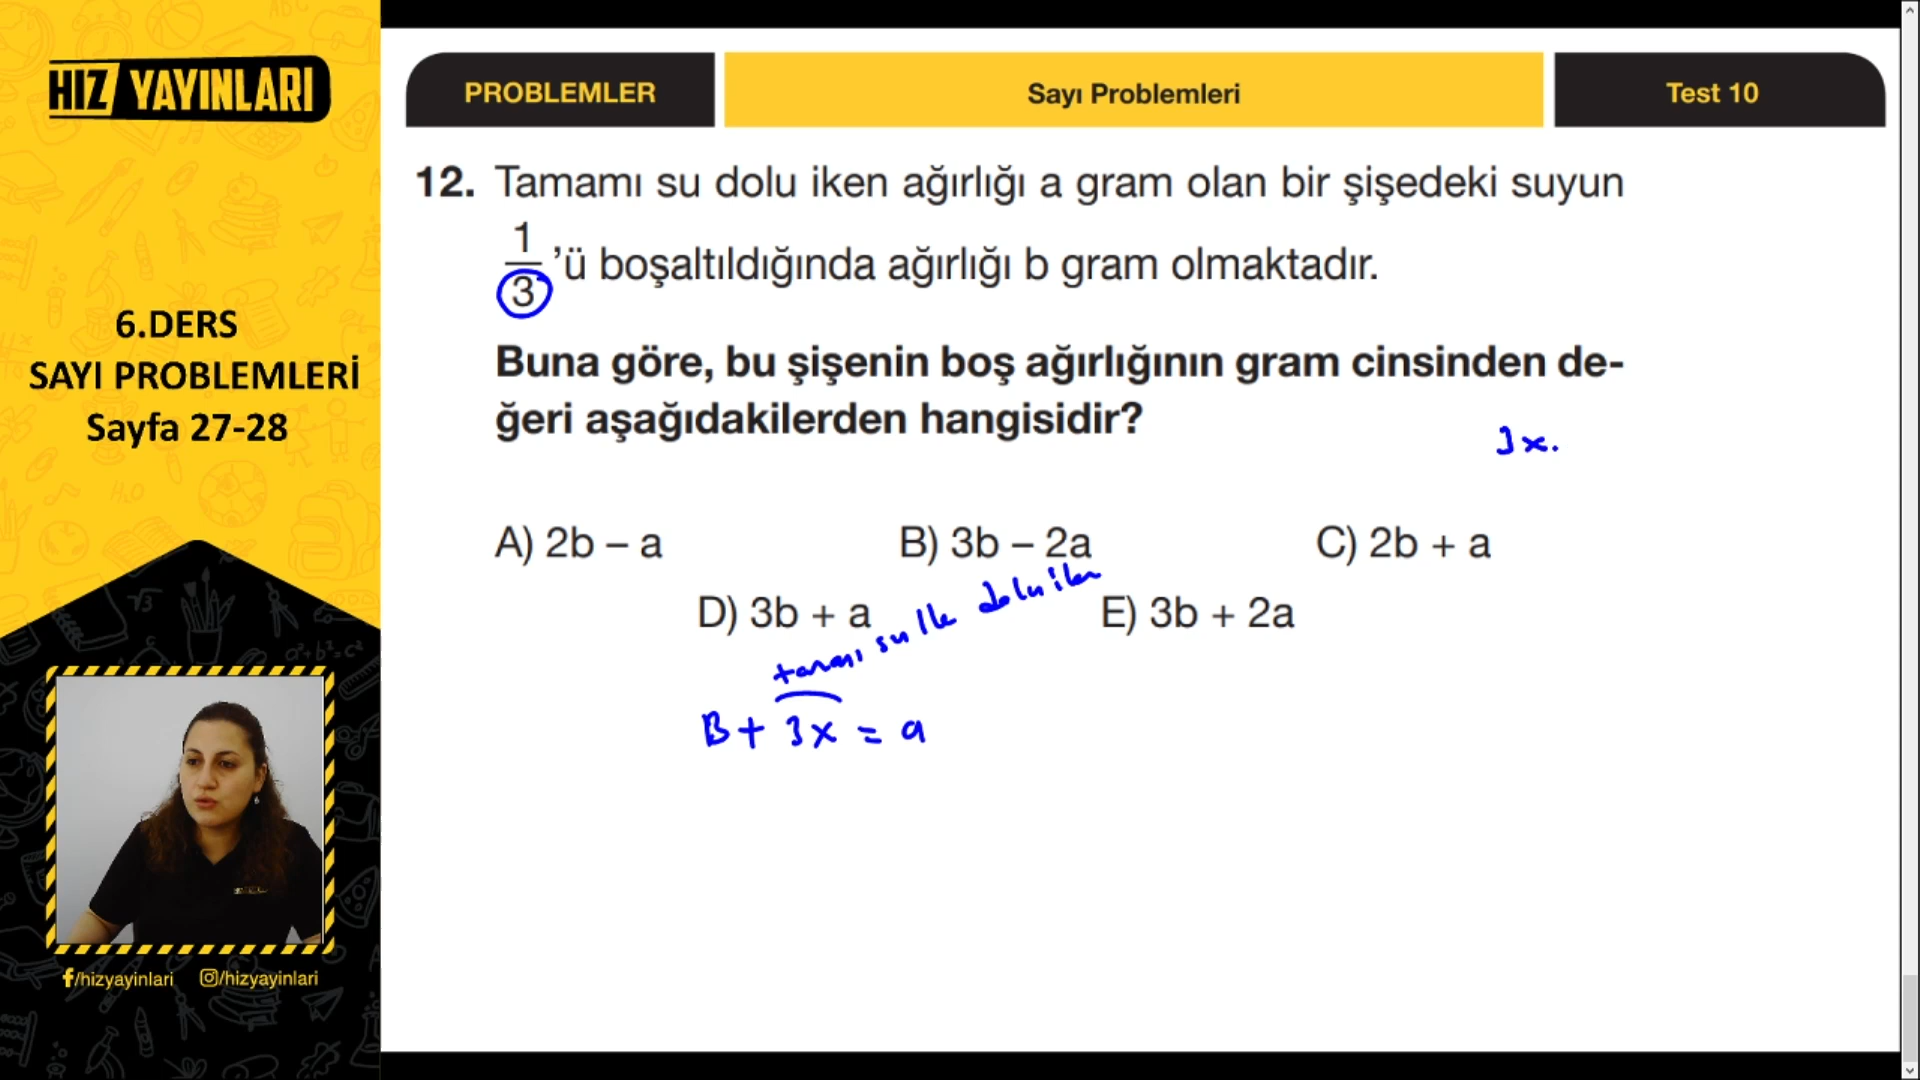 HIZ YAYINLARI
6.DERS
SAYI PROBLEMLERİ
Sayfa 27-28
f/hizyayinlari /hizyayinlari
PROBLEMLER Sayı Problemleri Test 10
12. Tamamı su dolu iken ağırlığı a gram olan bir şişedeki suyun
1/3 'ü boşaltıldığında ağırlığı b gram olmaktadır.
Buna göre, bu şişenin boş ağırlığının gram cinsinden de-
ğeri aşağıdakilerden hangisidir?
3x.
A) 2b – a B) 3b – 2a C) 2b + a
D) 3b + a E) 3b + 2a
tamamı su ile dolu iken
B + 3x = a